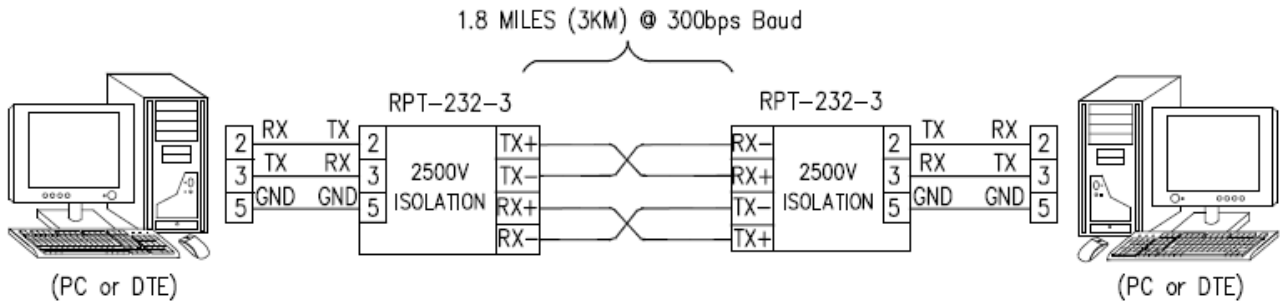 1.8 MILES (3KM) @ 300bps Baud
RPT-232-3
RPT-232-3
2 RX TX 2
3 TX RX 3
5 GND GND 5
2500V
ISOLATION
TX+
TX-
RX+
RX-
RX-
RX+
TX-
TX+
2500V
ISOLATION
2 TX RX 2
3 RX TX 3
5 GND GND 5
(PC or DTE)
(PC or DTE)